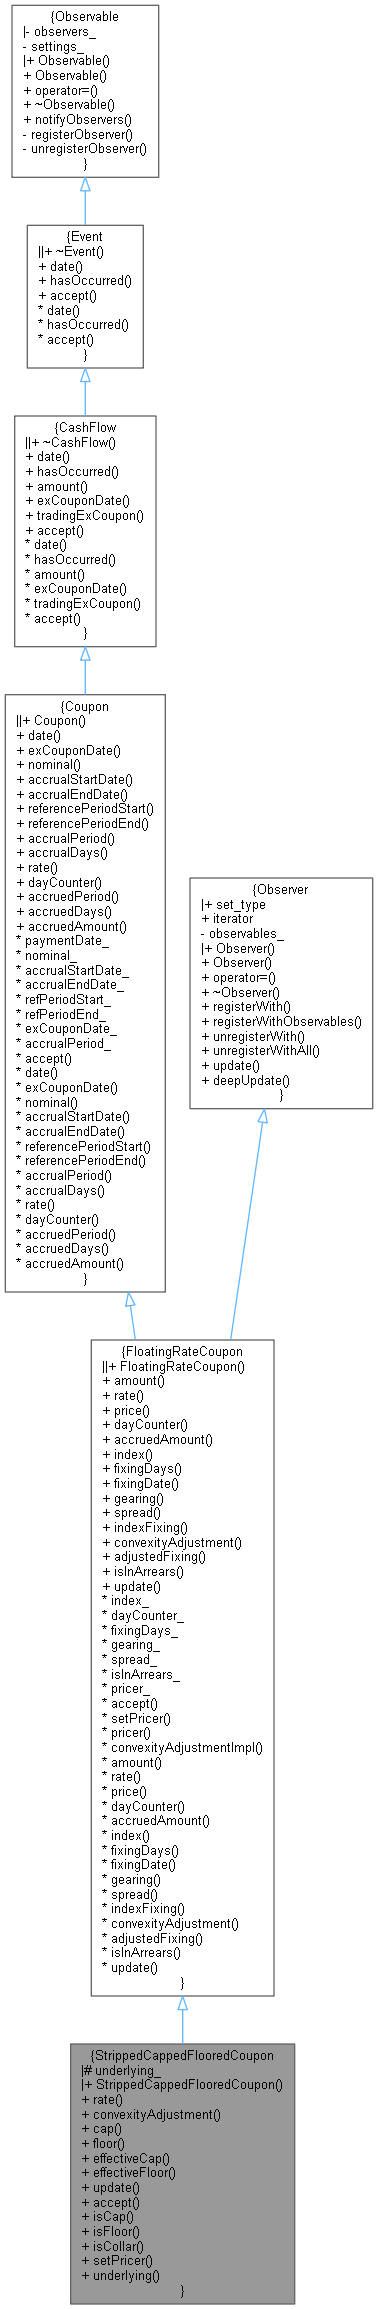 {Observable
|- observers_
- settings_
|+ Observable()
+ Observable()
+ operator=()
+ ~Observable()
+ notifyObservers()
- registerObserver()
- unregisterObserver()
}
{Event
||+ ~Event()
+ date()
+ hasOccurred()
+ accept()
* date()
* hasOccurred()
* accept()
}
{CashFlow
||+ ~CashFlow()
+ date()
+ hasOccurred()
+ amount()
+ exCouponDate()
+ tradingExCoupon()
+ accept()
* date()
* hasOccurred()
* amount()
* exCouponDate()
* tradingExCoupon()
* accept()
}
{Coupon
||+ Coupon()
+ date()
+ exCouponDate()
+ nominal()
+ accrualStartDate()
+ accrualEndDate()
+ referencePeriodStart()
+ referencePeriodEnd()
+ accrualPeriod()
+ accrualDays()
+ rate()
+ dayCounter()
+ accruedPeriod()
+ accruedDays()
+ accruedAmount()
* paymentDate_
* nominal_
* accrualStartDate_
* accrualEndDate_
* refPeriodStart_
* refPeriodEnd_
* exCouponDate_
* accrualPeriod_
* accept()
* date()
* exCouponDate()
* nominal()
* accrualStartDate()
* accrualEndDate()
* referencePeriodStart()
* referencePeriodEnd()
* accrualPeriod()
* accrualDays()
* rate()
* dayCounter()
* accruedPeriod()
* accruedDays()
* accruedAmount()
}
{Observer
|+ set_type
+ iterator
- observables_
|+ Observer()
+ Observer()
+ operator=()
+ ~Observer()
+ registerWith()
+ registerWithObservables()
+ unregisterWith()
+ unregisterWithAll()
+ update()
+ deepUpdate()
}
{FloatingRateCoupon
||+ FloatingRateCoupon()
+ amount()
+ rate()
+ price()
+ dayCounter()
+ accruedAmount()
+ index()
+ fixingDays()
+ fixingDate()
+ gearing()
+ spread()
+ indexFixing()
+ convexityAdjustment()
+ adjustedFixing()
+ isInArrears()
+ update()
* index_
* dayCounter_
* fixingDays_
* gearing_
* spread_
* isInArrears_
* pricer_
* accept()
* setPricer()
* pricer()
* convexityAdjustmentImpl()
* amount()
* rate()
* price()
* dayCounter()
* accruedAmount()
* index()
* fixingDays()
* fixingDate()
* gearing()
* spread()
* indexFixing()
* convexityAdjustment()
* adjustedFixing()
* isInArrears()
* update()
}
{StrippedCappedFlooredCoupon
|# underlying_
|+ StrippedCappedFlooredCoupon()
+ rate()
+ convexityAdjustment()
+ cap()
+ floor()
+ effectiveCap()
+ effectiveFloor()
+ update()
+ accept()
+ isCap()
+ isFloor()
+ isCollar()
+ setPricer()
+ underlying()
}